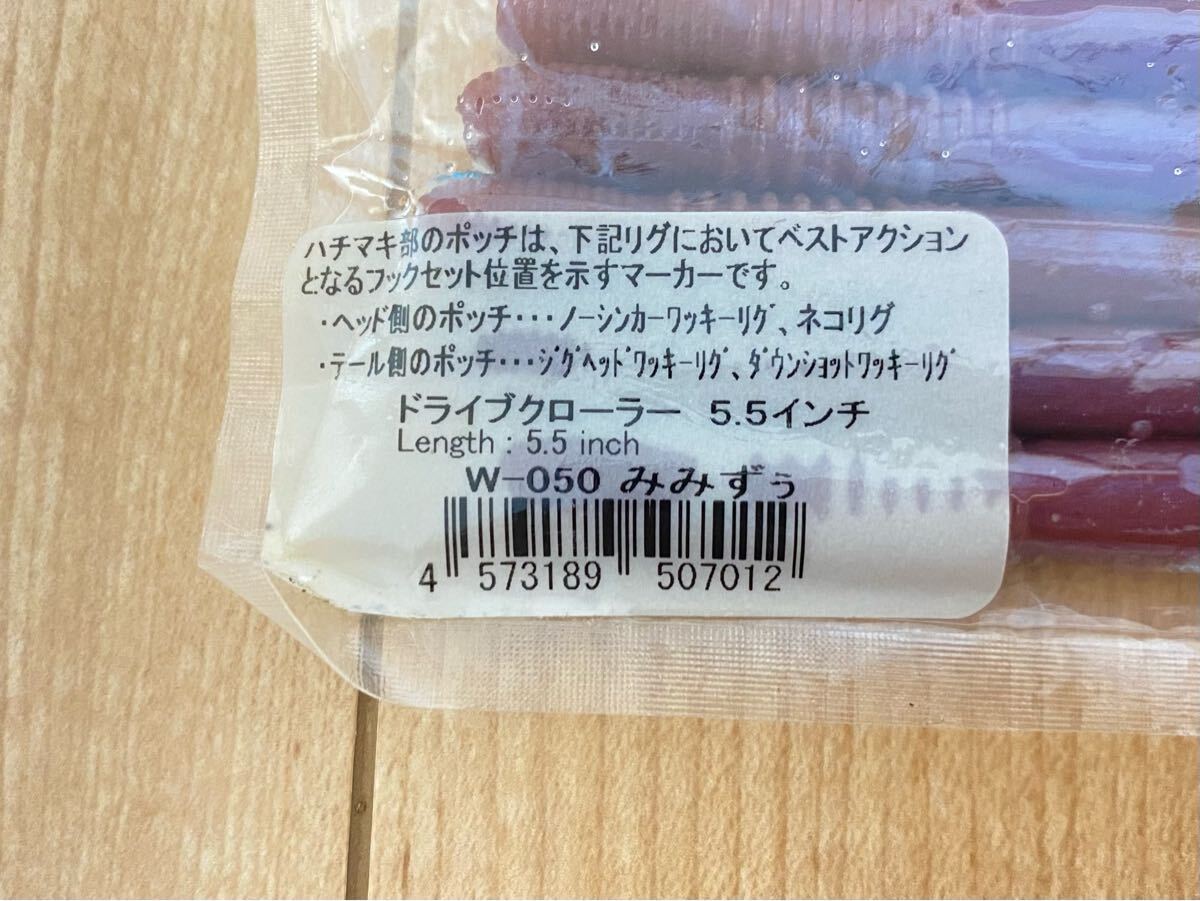 ハチマキ部のポッチは、下記リグにおいてベストアクション
となるフックセット位置を示すマーカーです。
・ヘッド側のポッチ・・・ﾉｰｼﾝｶｰﾜｯｷｰﾘｸﾞ、ネコリグ
・テール側のポッチ・・・ｼﾞｸﾞﾍｯﾄﾞﾜｯｷｰﾘｸﾞ、ﾀﾞｳﾝｼｮｯﾄﾜｯｷｰﾘｸﾞ
ドライブクローラー 5.5インチ
Length : 5.5 inch
W-050 みみずぅ
4 573189 507012